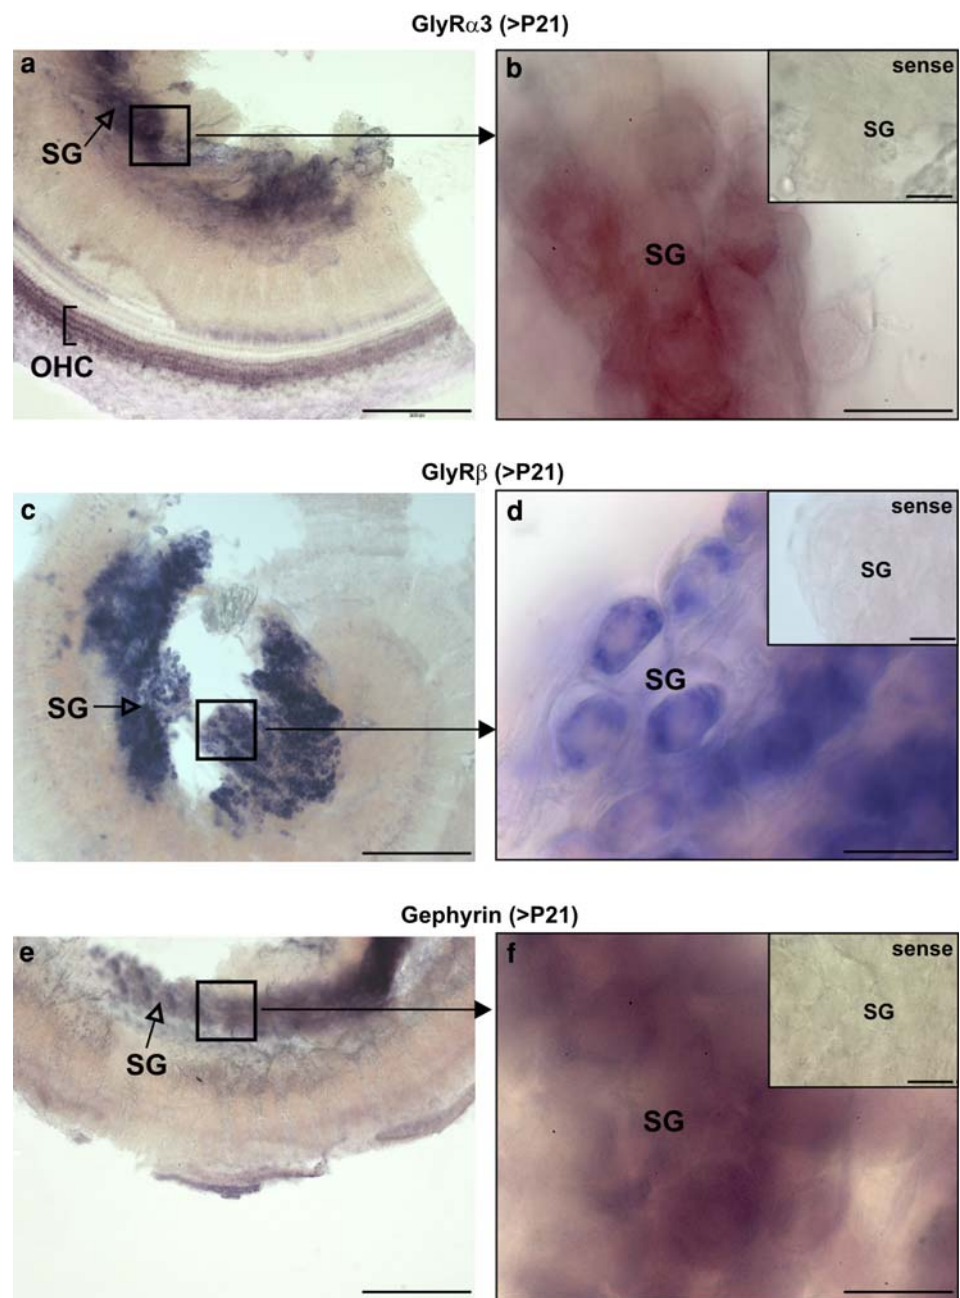 GlyRα3 (>P21)
a
SG
OHC
b
sense
SG
SG
GlyRβ (>P21)
c
SG
d
sense
SG
SG
Gephyrin (>P21)
e
SG
f
sense
SG
SG